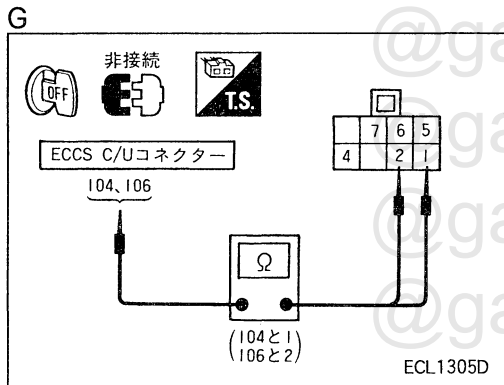 G
非接続
OFF
T.S.
ECCS C/Uコネクター
104、106
7 6 5
4 2 1
Ω
(104と1
106と2)
ECL1305D
@ga
@ga
@ga
@ga